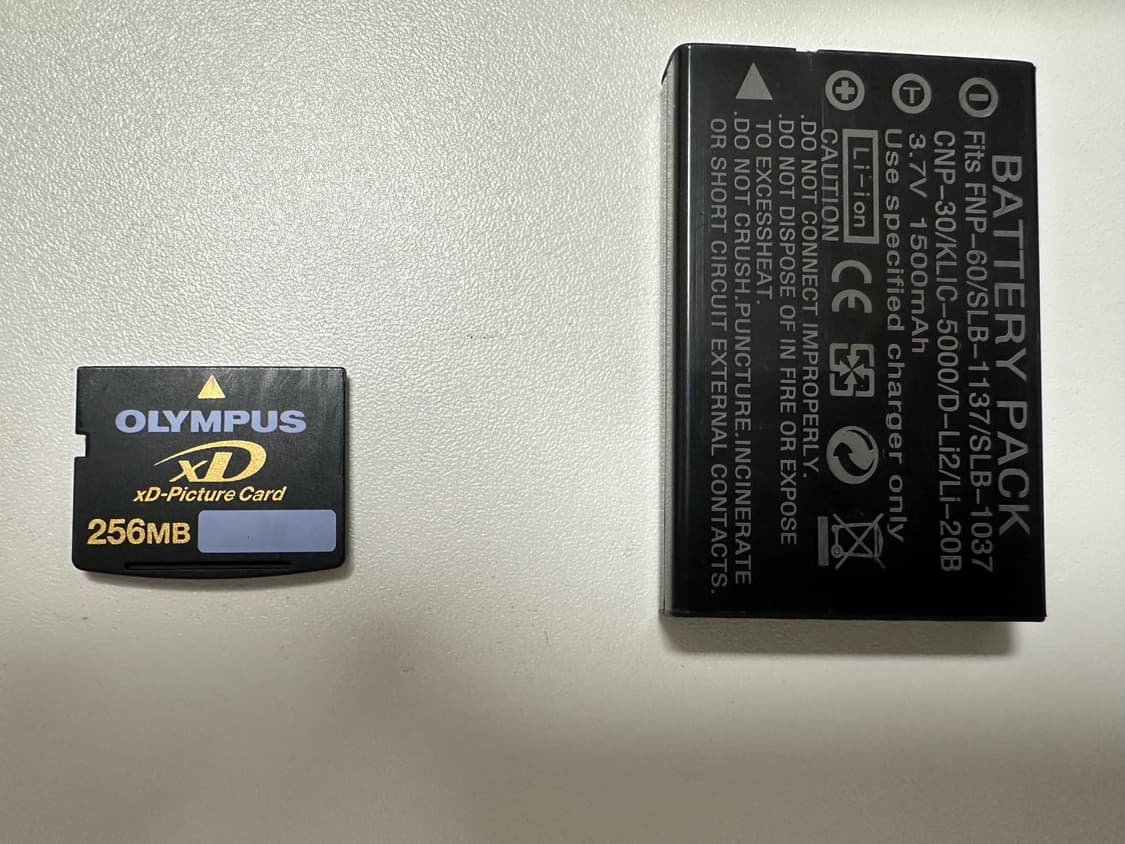 OLYMPUS
xD
xD-Picture Card
256MB
BATTERY PACK
Fits FNP-60/SLB-1137/SLB-1037
CNP-30/KLIC-5000/D-Li2/Li-20B
3.7V 1500mAh
Use specified charger only
Li-ion CE
CAUTION
.DO NOT CONNECT IMPROPERLY.
.DO NOT DISPOSE OF IN FIRE OR EXPOSE
TO EXCESSHEAT.
.DO NOT CRUSH.PUNCTURE.INCINERATE
OR SHORT CIRCUIT EXTERNAL CONTACTS.
T